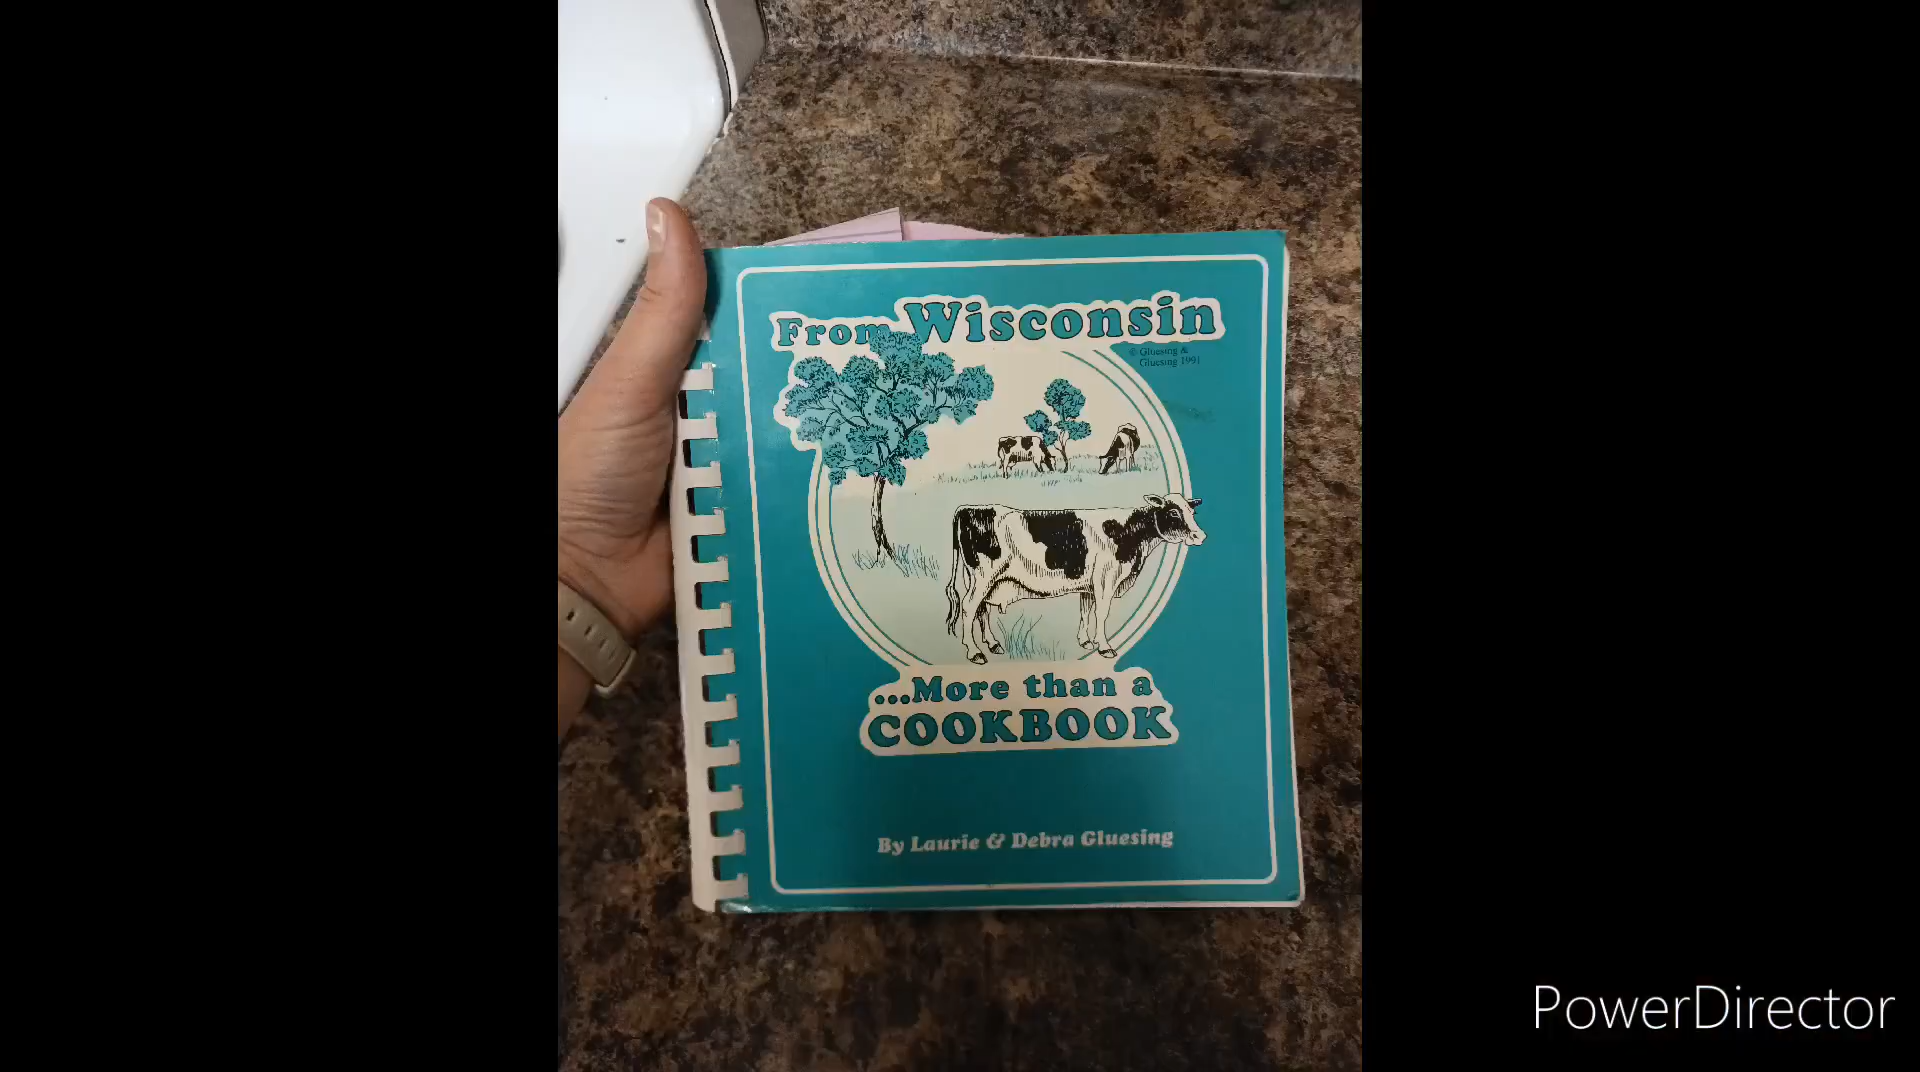 From Wisconsin
© Gluesing &
Gluesing 1991
...More than a
COOKBOOK
By Laurie & Debra Gluesing
PowerDirector